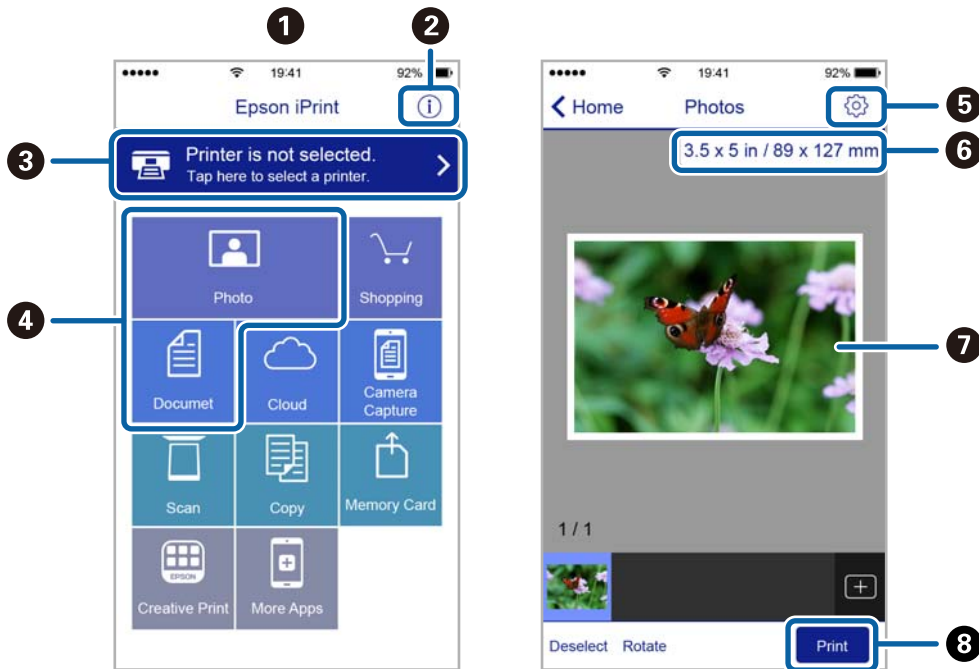 1
2
19:41
92%
Epson iPrint
3
Printer is not selected.
Tap here to select a printer.
4
Photo
Shopping
Documet
Cloud
Camera
Capture
Scan
Copy
Memory Card
EPSON
Creative Print
More Apps
19:41
92%
Home
Photos
5
3.5 x 5 in / 89 x 127 mm
6
7
1 / 1
Deselect
Rotate
Print
8